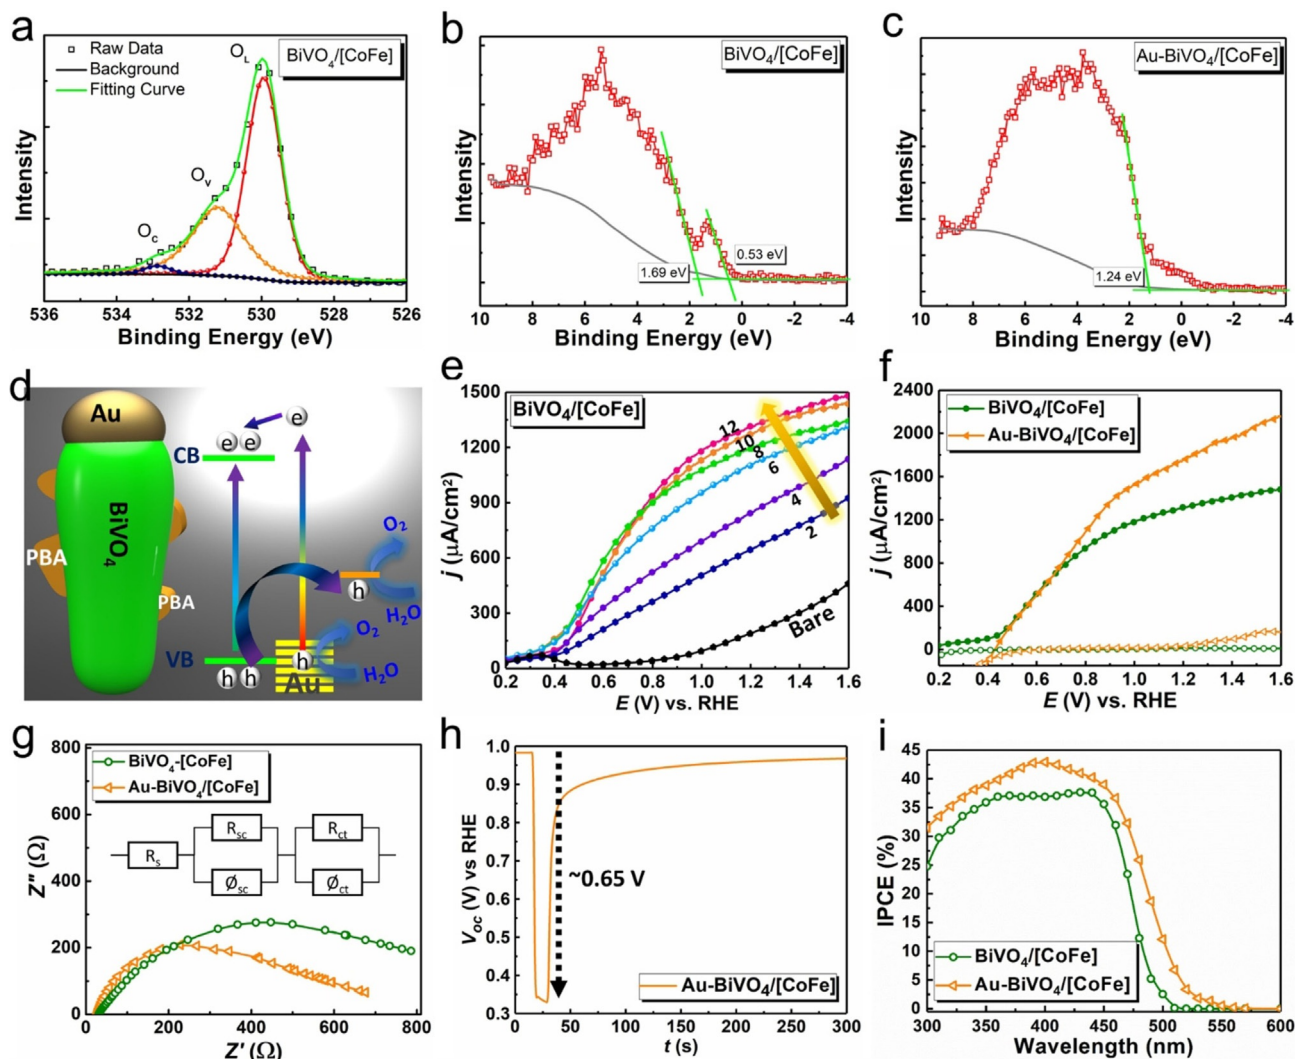 a
Raw Data
Background
Fitting Curve
BiVO4/[CoFe]
OL
OV
OC
Intensity
536 534 532 530 528 526
Binding Energy (eV)
b
BiVO4/[CoFe]
1.69 eV
0.53 eV
Intensity
10 8 6 4 2 0 -2 -4
Binding Energy (eV)
c
Au-BiVO4/[CoFe]
1.24 eV
Intensity
10 8 6 4 2 0 -2 -4
Binding Energy (eV)
d
Au
BiVO4
PBA
PBA
CB
VB
e e
e
h h
h
h
Au
O2
H2O
O2
H2O
e
BiVO4/[CoFe]
1500
1200
900
600
300
0
j (μA/cm2)
12
10
8
6
4
2
Bare
0.2 0.4 0.6 0.8 1.0 1.2 1.4 1.6
E (V) vs. RHE
f
BiVO4/[CoFe]
Au-BiVO4/[CoFe]
2400
2000
1600
1200
800
400
0
j (μA/cm2)
0.2 0.4 0.6 0.8 1.0 1.2 1.4 1.6
E (V) vs. RHE
g
BiVO4-[CoFe]
Au-BiVO4/[CoFe]
800
600
400
200
0
Z" (Ω)
Rs
Rsc
Øsc
Rct
Øct
0 200 400 600 800
Z' (Ω)
h
1.0
0.9
0.8
0.7
0.6
0.5
0.4
0.3
Voc (V) vs RHE
~0.65 V
Au-BiVO4/[CoFe]
0 50 100 150 200 250 300
t (s)
i
45
40
35
30
25
20
15
10
5
0
IPCE (%)
BiVO4/[CoFe]
Au-BiVO4/[CoFe]
300 350 400 450 500 550 600
Wavelength (nm)